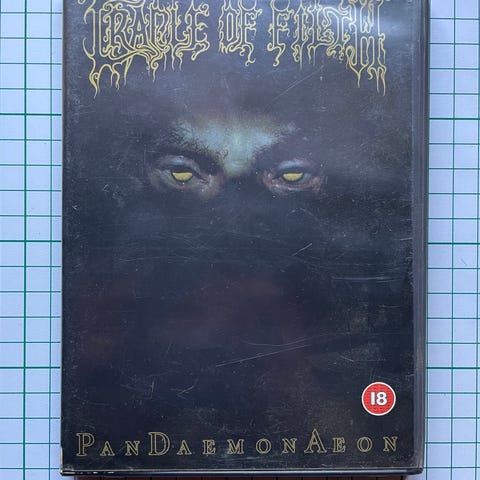 CRADLE OF FILTH
18
PANDAEMONAEON